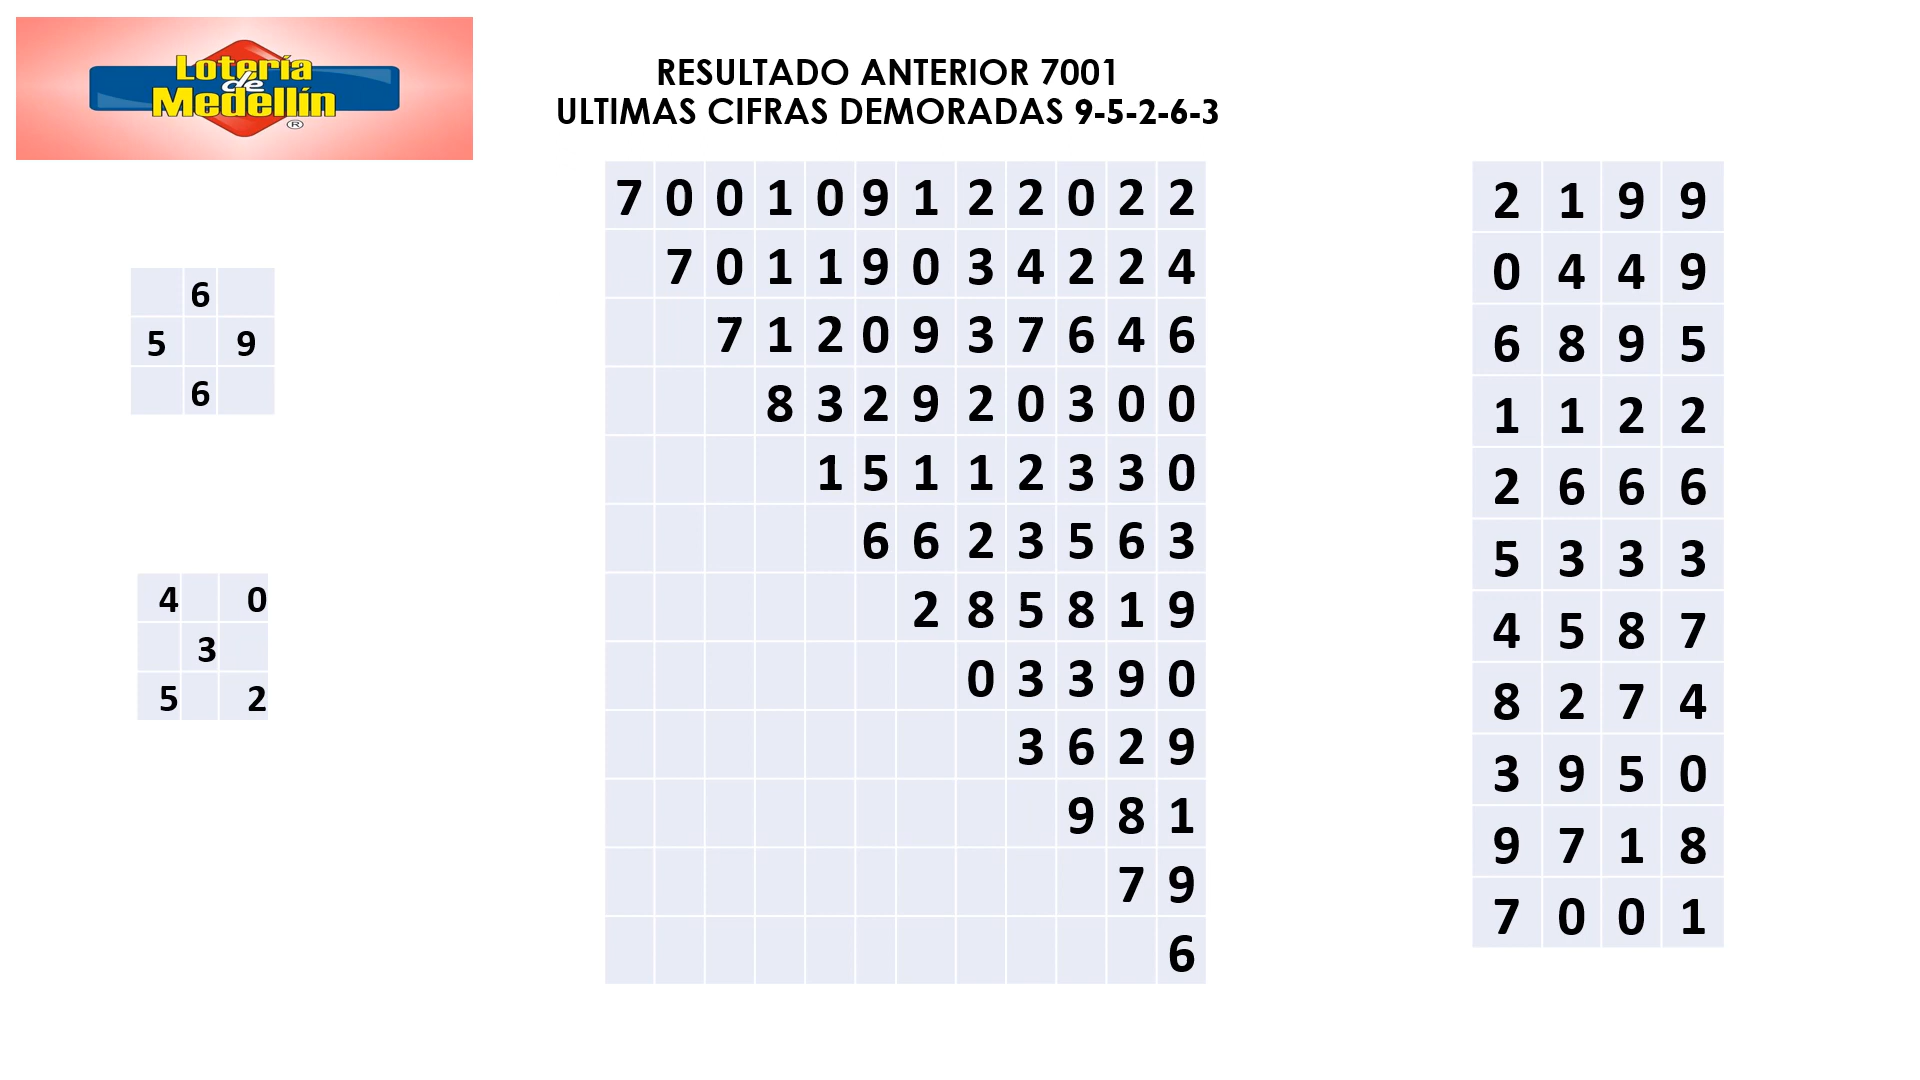 Lotería
de
Medellín
®
RESULTADO ANTERIOR 7001
ULTIMAS CIFRAS DEMORADAS 9-5-2-6-3
6
5 9
6
4 0
3
5 2
7 0 0 1 0 9 1 2 2 0 2 2
7 0 1 1 9 0 3 4 2 2 4
7 1 2 0 9 3 7 6 4 6
8 3 2 9 2 0 3 0 0
1 5 1 1 2 3 3 0
6 6 2 3 5 6 3
2 8 5 8 1 9
0 3 3 9 0
3 6 2 9
9 8 1
7 9
6
2 1 9 9
0 4 4 9
6 8 9 5
1 1 2 2
2 6 6 6
5 3 3 3
4 5 8 7
8 2 7 4
3 9 5 0
9 7 1 8
7 0 0 1